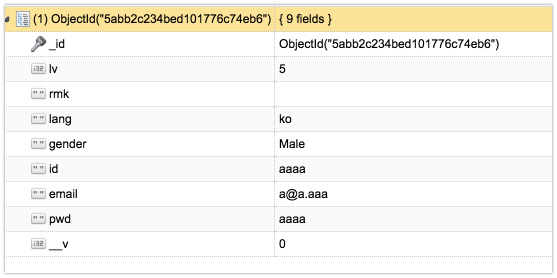 (1) ObjectId("5abb2c234bed101776c74eb6") { 9 fields }
_id ObjectId("5abb2c234bed101776c74eb6")
i32 lv 5
"" rmk
"" lang ko
"" gender Male
"" id aaaa
"" email a@a.aaa
"" pwd aaaa
i32 __v 0